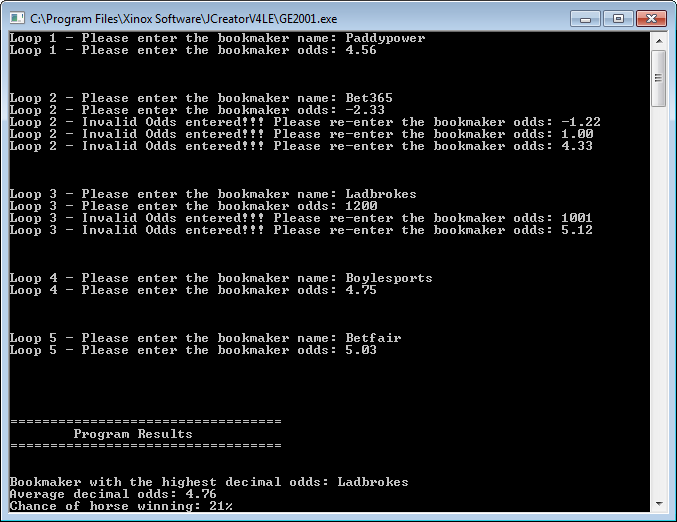 C:\Program Files\Xinox Software\JCreatorV4LE\GE2001.exe
Loop 1 - Please enter the bookmaker name: Paddypower
Loop 1 - Please enter the bookmaker odds: 4.56
Loop 2 - Please enter the bookmaker name: Bet365
Loop 2 - Please enter the bookmaker odds: -2.33
Loop 2 - Invalid Odds entered!!! Please re-enter the bookmaker odds: -1.22
Loop 2 - Invalid Odds entered!!! Please re-enter the bookmaker odds: 1.00
Loop 2 - Invalid Odds entered!!! Please re-enter the bookmaker odds: 4.33
Loop 3 - Please enter the bookmaker name: Ladbrokes
Loop 3 - Please enter the bookmaker odds: 1200
Loop 3 - Invalid Odds entered!!! Please re-enter the bookmaker odds: 1001
Loop 3 - Invalid Odds entered!!! Please re-enter the bookmaker odds: 5.12
Loop 4 - Please enter the bookmaker name: Boylesports
Loop 4 - Please enter the bookmaker odds: 4.75
Loop 5 - Please enter the bookmaker name: Betfair
Loop 5 - Please enter the bookmaker odds: 5.03
==================================
Program Results
==================================
Bookmaker with the highest decimal odds: Ladbrokes
Average decimal odds: 4.76
Chance of horse winning: 21%